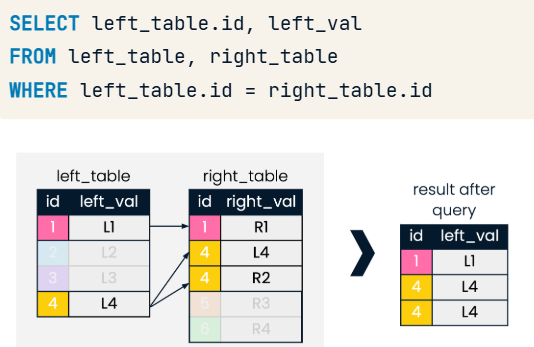 SELECT left_table.id, left_val
FROM left_table, right_table
WHERE left_table.id = right_table.id
left_table
id left_val
1 L1
2 L2
3 L3
4 L4
right_table
id right_val
1 R1
4 L4
4 R2
5 R3
6 R4
result after
query
id left_val
1 L1
4 L4
4 L4